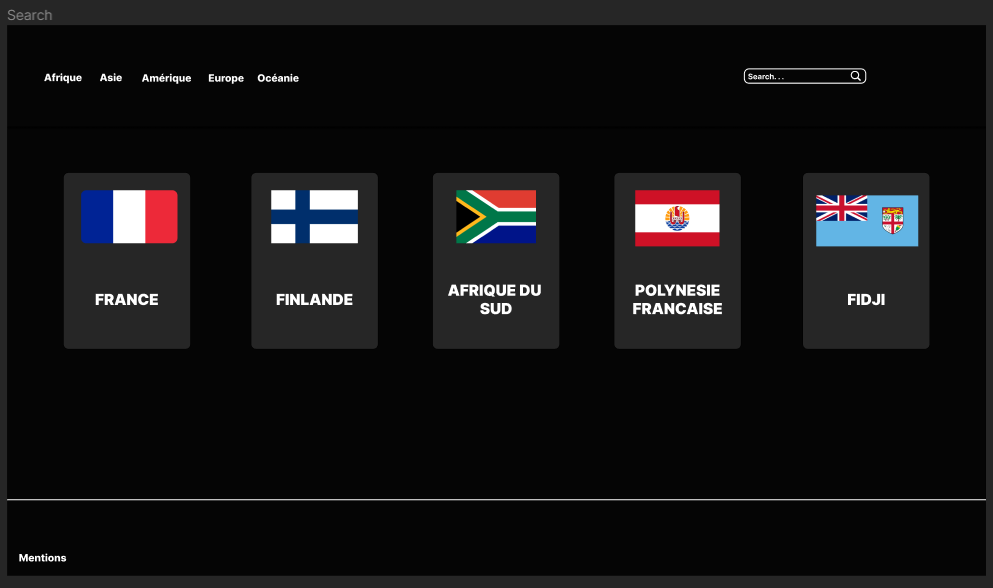 Search
Afrique Asie Amérique Europe Océanie
Search...
FRANCE
FINLANDE
AFRIQUE DU
SUD
POLYNESIE
FRANCAISE
FIDJI
Mentions